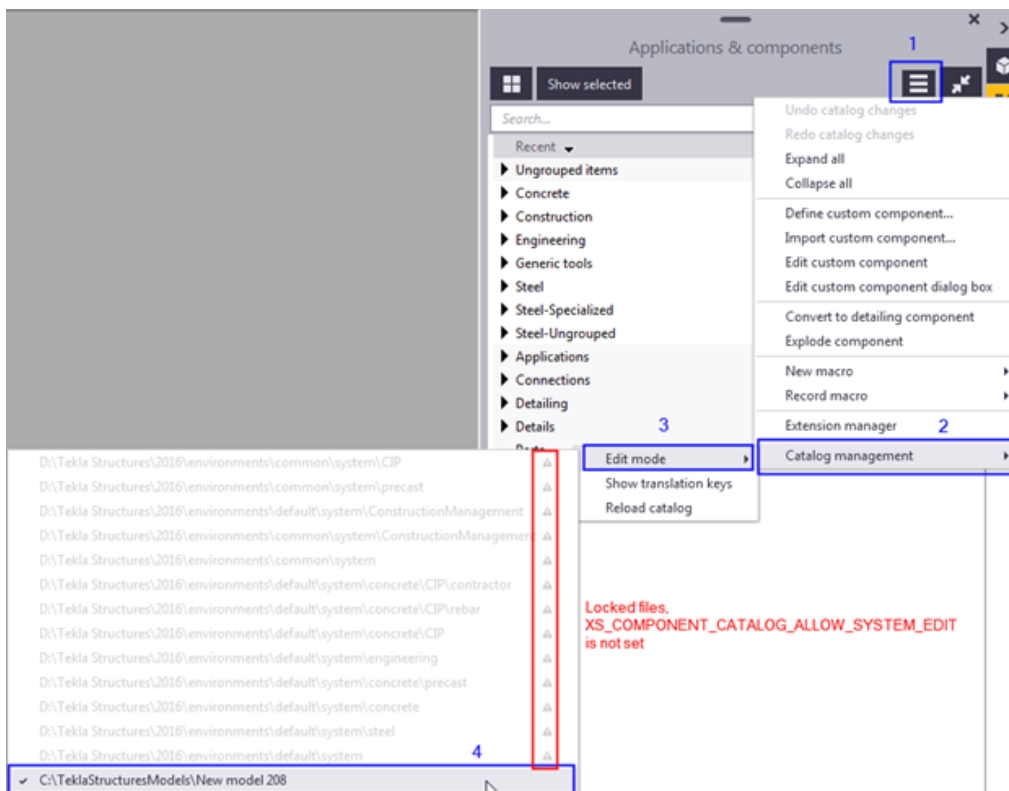 Applications & components
1
Show selected
Search...
Recent
Ungrouped items
Concrete
Construction
Engineering
Generic tools
Steel
Steel-Specialized
Steel-Ungrouped
Applications
Connections
Detailing
Details
Undo catalog changes
Redo catalog changes
Expand all
Collapse all
Define custom component...
Import custom component...
Edit custom component
Edit custom component dialog box
Convert to detailing component
Explode component
New macro
Record macro
Extension manager
2
Catalog management
3
Edit mode
Show translation keys
Reload catalog
D:\Tekla Structures\2016\environments\common\system\CIP
D:\Tekla Structures\2016\environments\common\system\precast
D:\Tekla Structures\2016\environments\default\system\ConstructionManagement
D:\Tekla Structures\2016\environments\common\system\ConstructionManagement
D:\Tekla Structures\2016\environments\common\system
D:\Tekla Structures\2016\environments\default\system\concrete\CIP\contractor
D:\Tekla Structures\2016\environments\default\system\concrete\CIP\rebar
D:\Tekla Structures\2016\environments\default\system\concrete\CIP
D:\Tekla Structures\2016\environments\default\system\engineering
D:\Tekla Structures\2016\environments\default\system\concrete\precast
D:\Tekla Structures\2016\environments\default\system\concrete
D:\Tekla Structures\2016\environments\default\system\steel
D:\Tekla Structures\2016\environments\default\system
4
C:\TeklaStructuresModels\New model 208
Locked files,
XS_COMPONENT_CATALOG_ALLOW_SYSTEM_EDIT
is not set